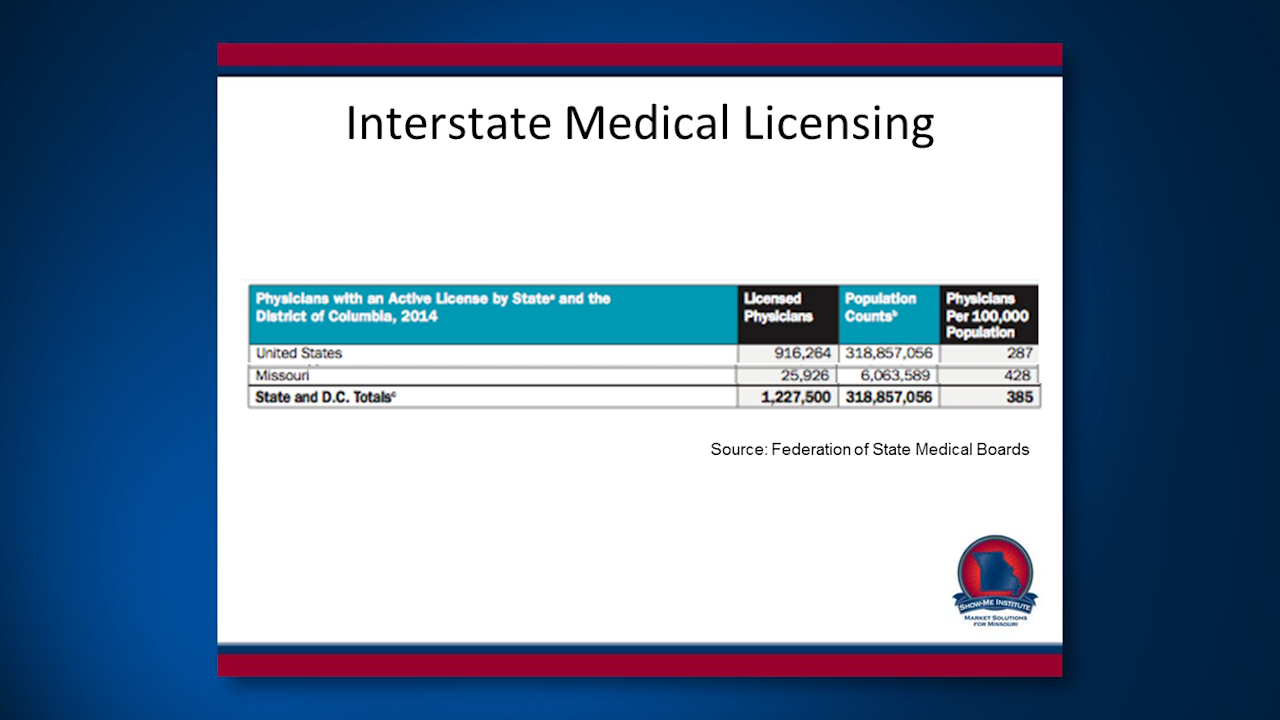 Interstate Medical Licensing
Physicians with an Active License by Stateᵃ and the
District of Columbia, 2014
Licensed
Physicians
Population
Countsᵇ
Physicians
Per 100,000
Population
United States 916,264 318,857,056 287
Missouri 25,926 6,063,589 428
State and D.C. Totalsᶜ 1,227,500 318,857,056 385
Source: Federation of State Medical Boards
SHOW-ME INSTITUTE
MARKET SOLUTIONS
FOR MISSOURI